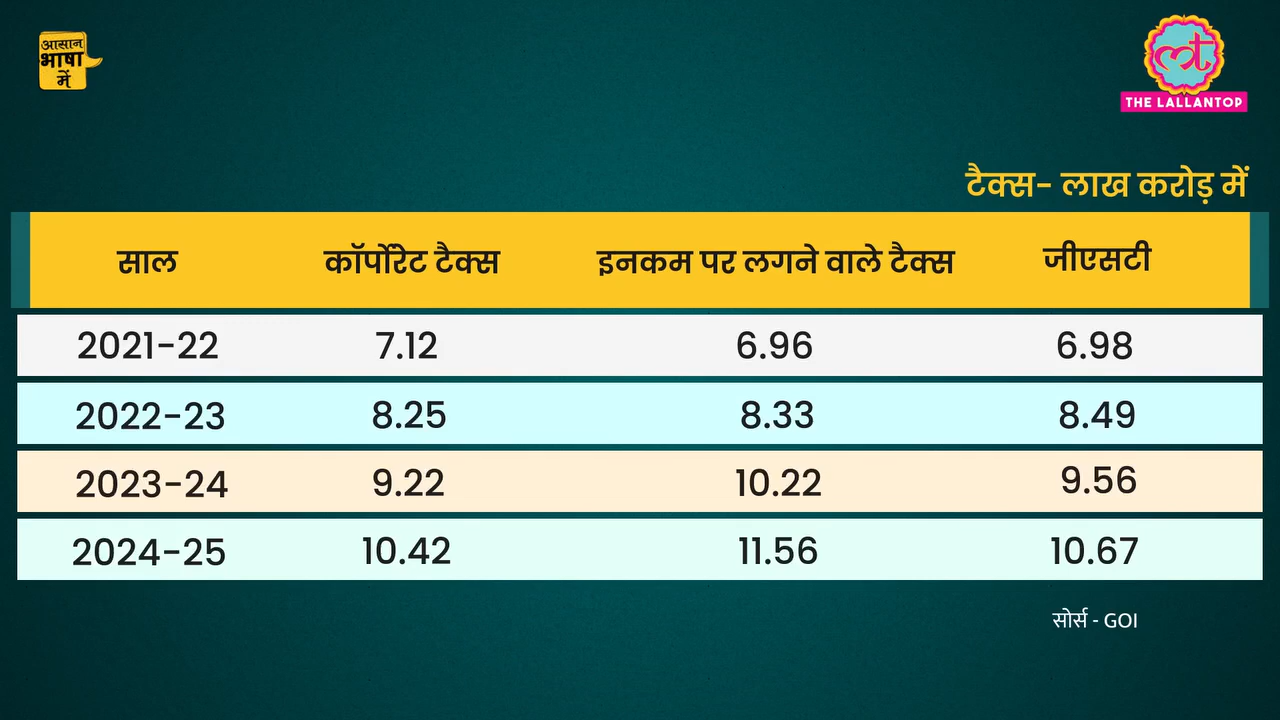 आसान
भाषा
में
THE LALLANTOP
टैक्स- लाख करोड़ में
साल कॉर्पोरेट टैक्स इनकम पर लगने वाले टैक्स जीएसटी
2021-22 7.12 6.96 6.98
2022-23 8.25 8.33 8.49
2023-24 9.22 10.22 9.56
2024-25 10.42 11.56 10.67
सोर्स - GOI